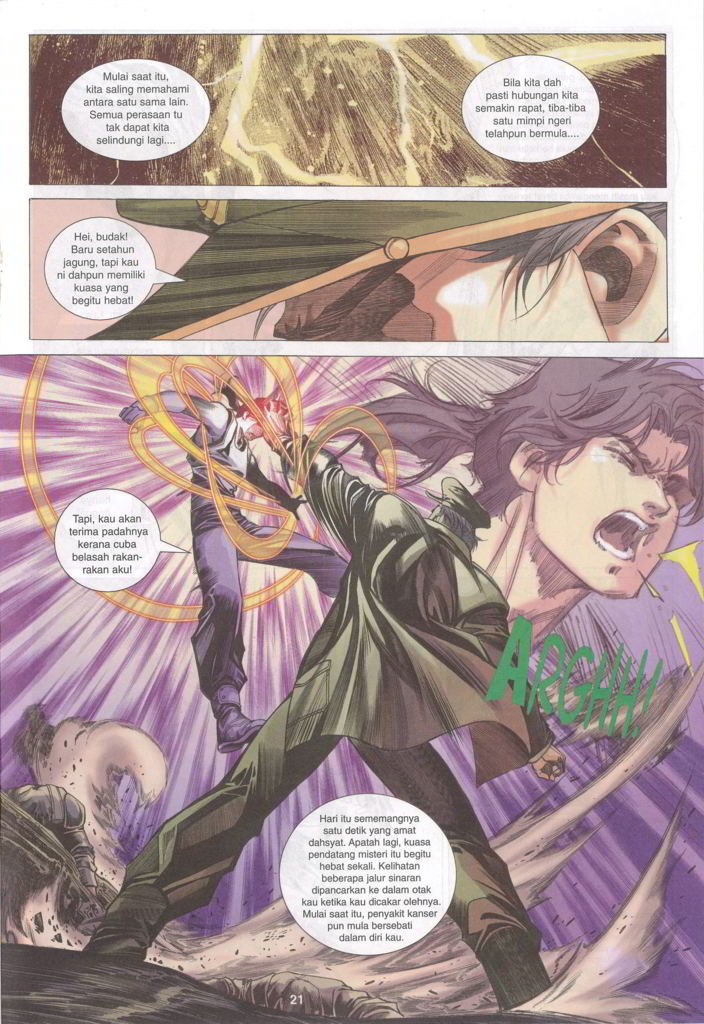 Mulai saat itu,
kita saling memahami
antara satu sama lain.
Semua perasaan tu
tak dapat kita
selindungi lagi....
Bila kita dah
pasti hubungan kita
semakin rapat, tiba-tiba
satu mimpi ngeri
telahpun bermula....
Hei, budak!
Baru setahun
jagung, tapi kau
ni dahpun memiliki
kuasa yang
begitu hebat!
Tapi, kau akan
terima padahnya
kerana cuba
belasah rakan-
rakan aku!
ARGHH!
Hari itu sememangnya
satu detik yang amat
dahsyat. Apatah lagi, kuasa
pendatang misteri itu begitu
hebat sekali. Kelihatan
beberapa jalur sinaran
dipancarkan ke dalam otak
kau ketika kau dicakar olehnya.
Mulai saat itu, penyakit kanser
pun mula bersebati
dalam diri kau.
21